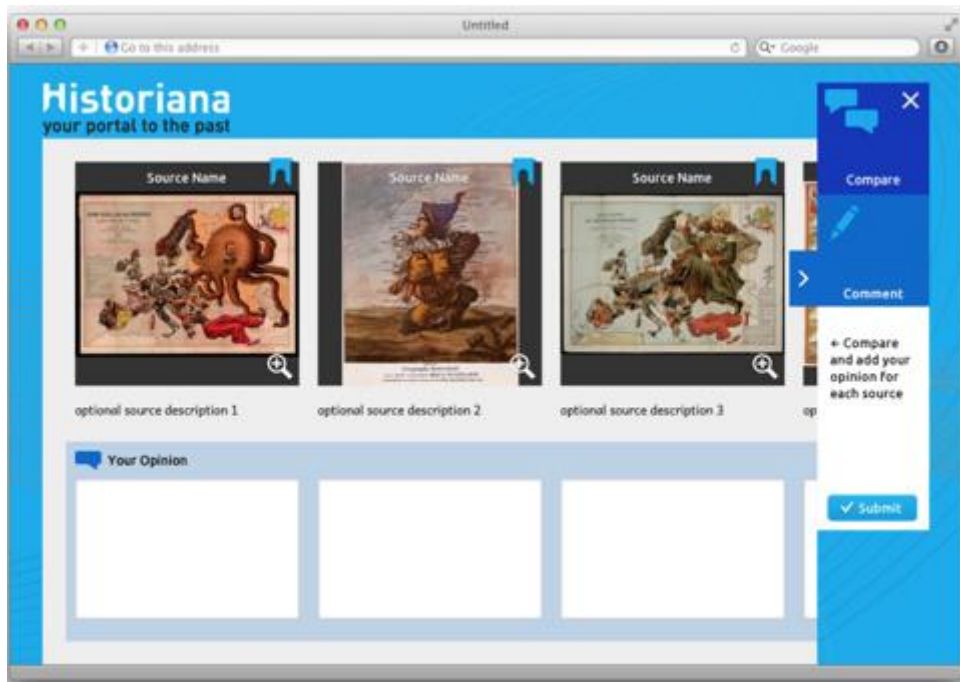 Untitled
Go to this address
Google
Historiana
your portal to the past
Source Name
Source Name
Source Name
Compare
Comment
← Compare
and add your
opinion for
each source
optional source description 1
optional source description 2
optional source description 3
op
Your Opinion
✓ Submit